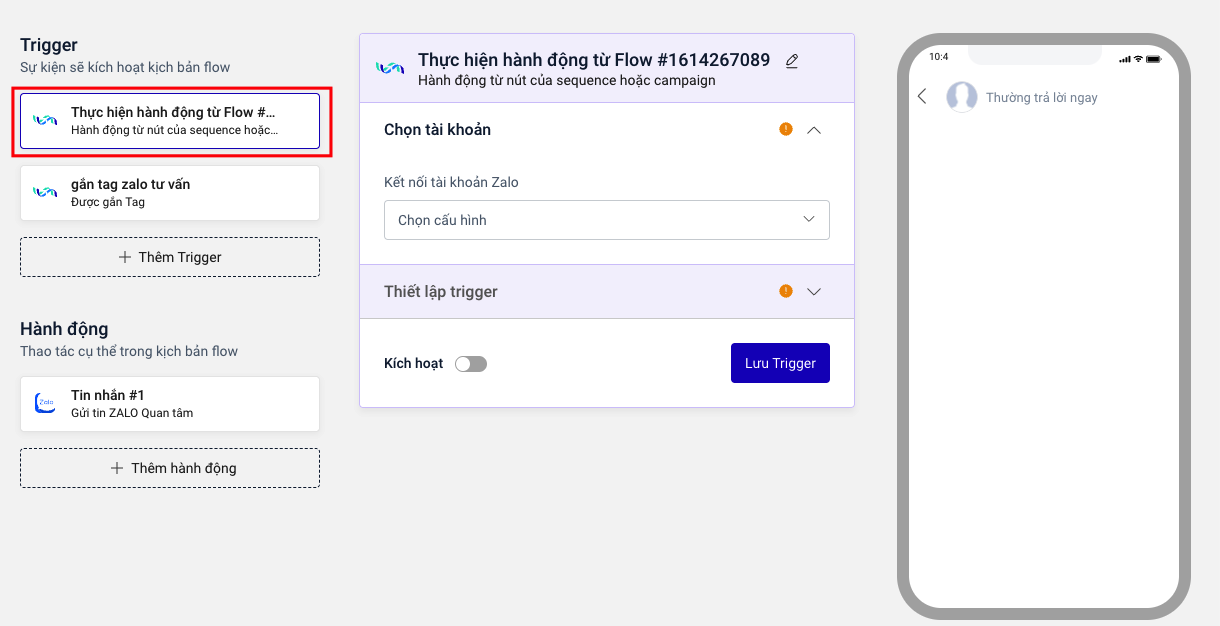 Trigger
Sự kiện sẽ kích hoạt kịch bản flow
Thực hiện hành động từ Flow #...
Hành động từ nút của sequence hoặc...
gắn tag zalo tư vấn
Được gắn Tag
Thêm Trigger
Hành động
Thao tác cụ thể trong kịch bản flow
Zalo
Tin nhắn #1
Gửi tin ZALO Quan tâm
Thêm hành động
Thực hiện hành động từ Flow #1614267089
Hành động từ nút của sequence hoặc campaign
Chọn tài khoản
Kết nối tài khoản Zalo
Chọn cấu hình
Thiết lập trigger
Kích hoạt
Lưu Trigger
10:4
Thường trả lời ngay